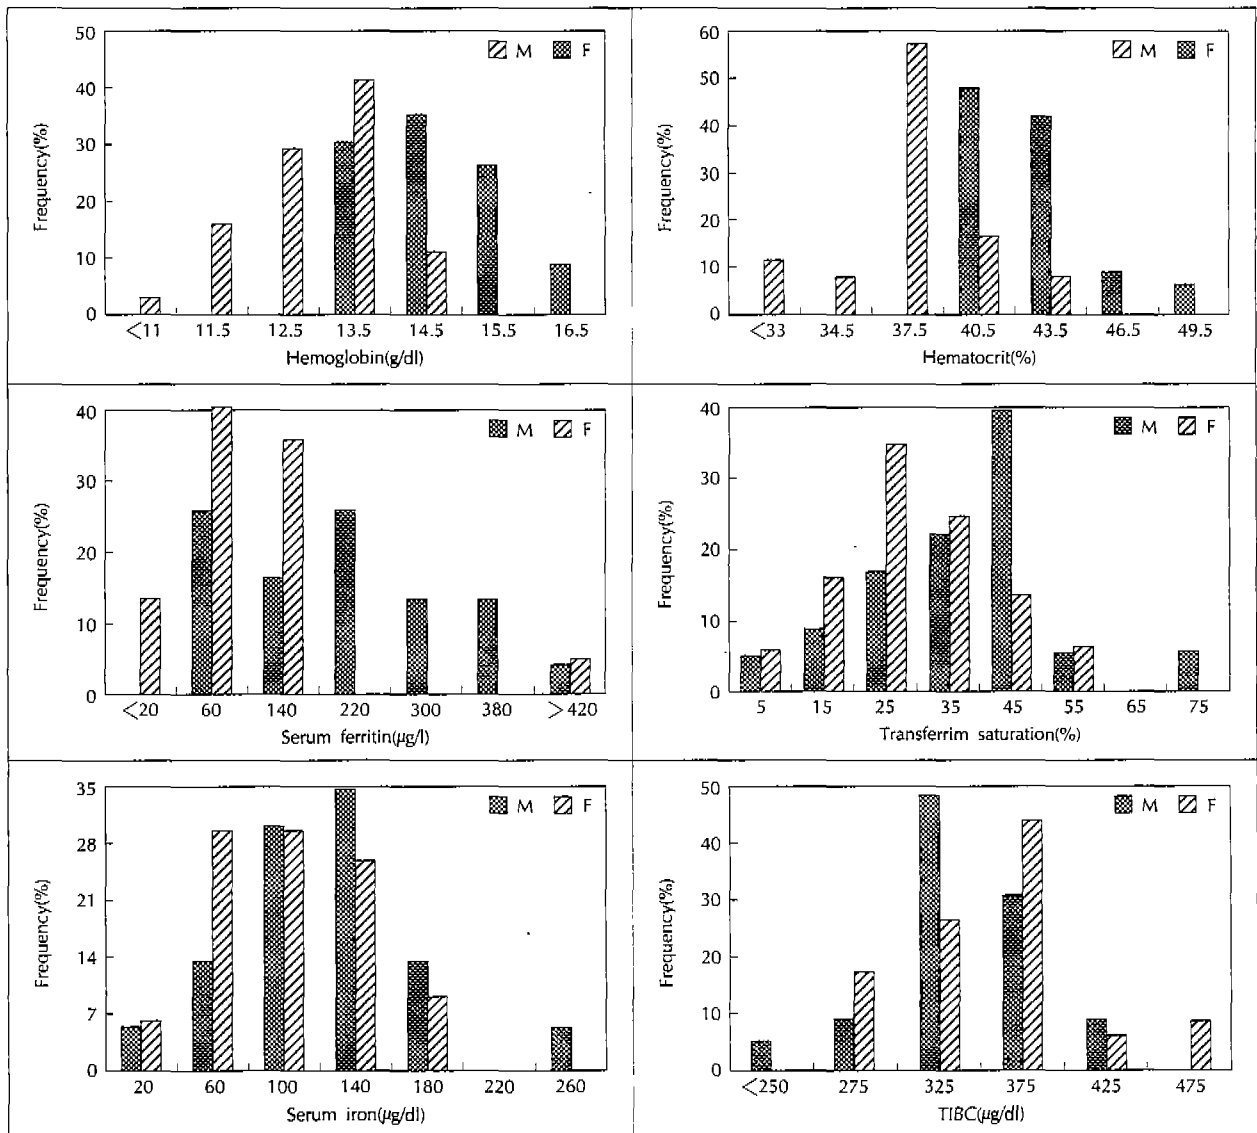 50
40
30
20
10
0
Frequency(%)
M F
<11 11.5 12.5 13.5 14.5 15.5 16.5
Hemoglobin(g/dl)
60
50
40
30
20
10
0
Frequency(%)
M F
<33 34.5 37.5 40.5 43.5 46.5 49.5
Hematocrit(%)
40
30
20
10
0
Frequency(%)
M F
<20 60 140 220 300 380 >420
Serum ferritin(μg/l)
40
30
20
10
0
Frequency(%)
M F
5 15 25 35 45 55 65 75
Transferrim saturation(%)
35
28
21
14
7
0
Frequency(%)
M F
20 60 100 140 180 220 260
Serum iron(μg/dl)
50
40
30
20
10
0
Frequency(%)
M F
<250 275 325 375 425 475
TIBC(μg/dl)